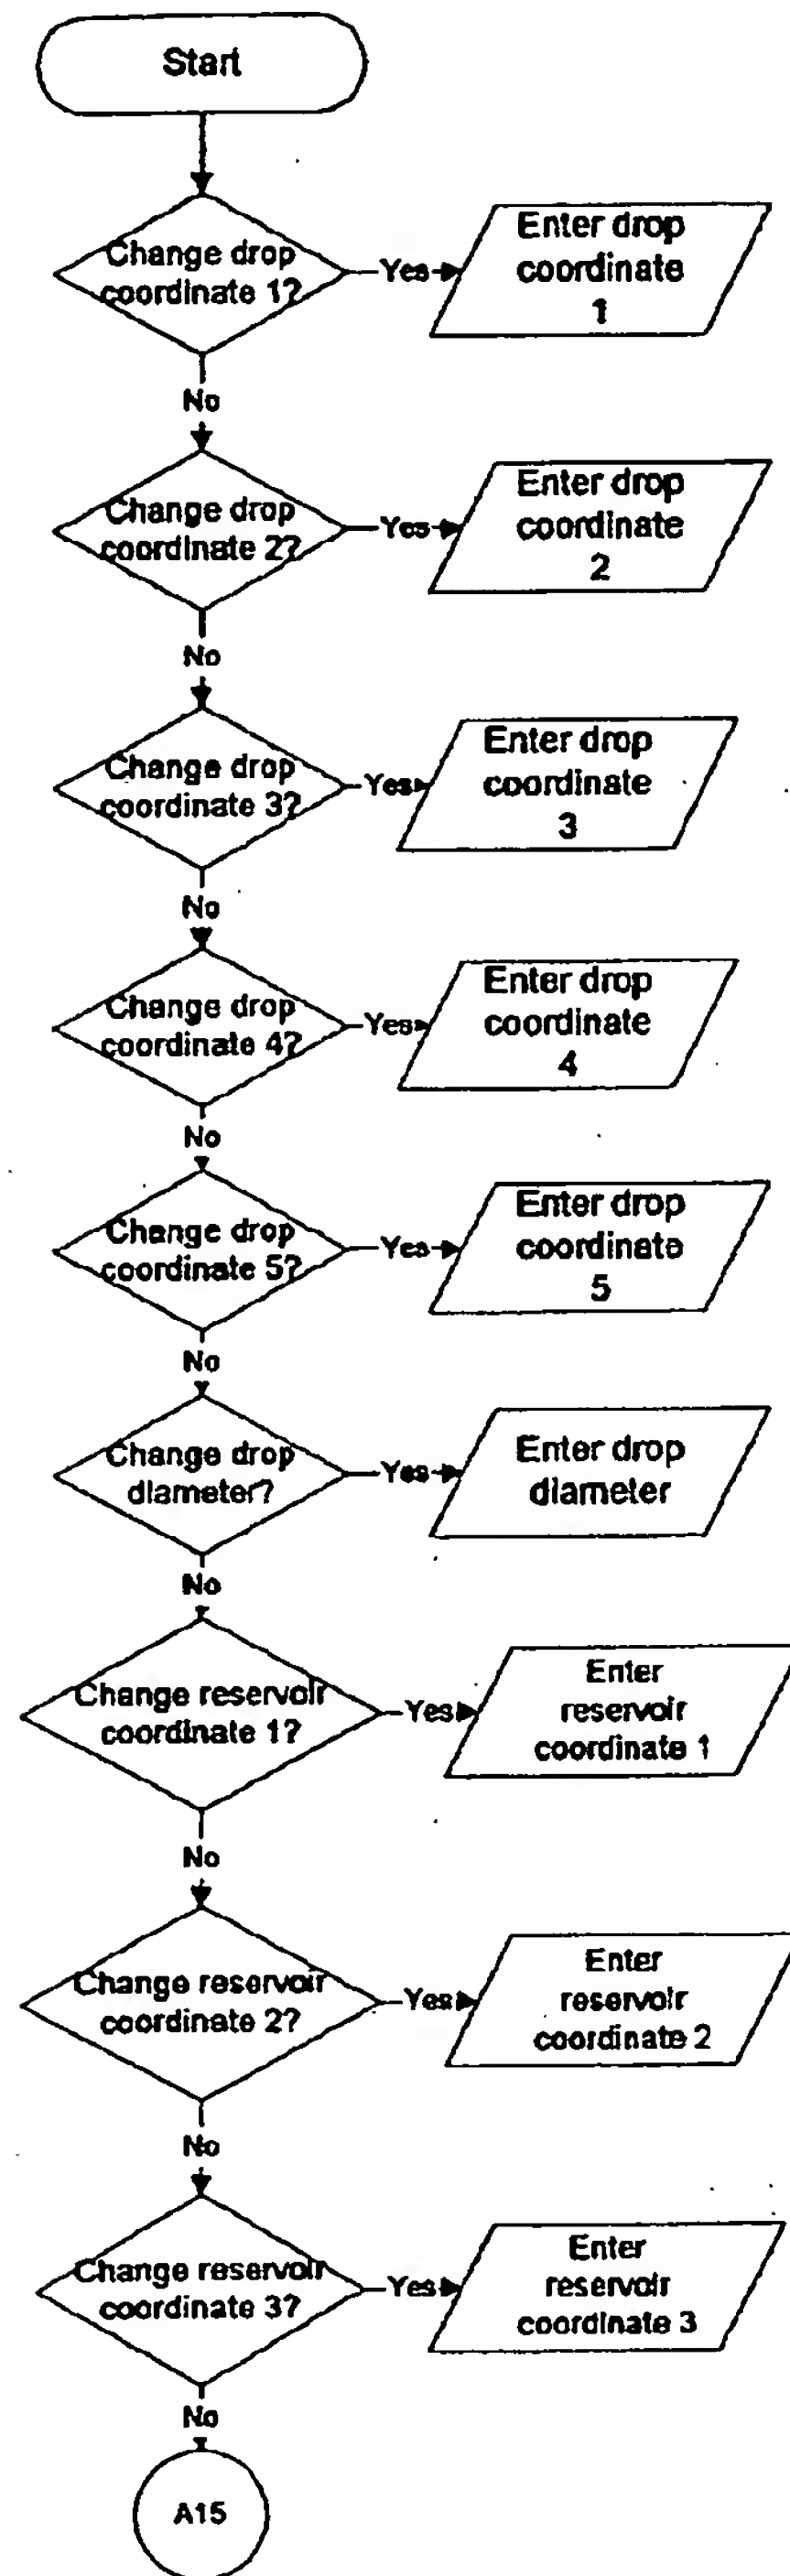 Start
Change drop
coordinate 1?
Yes
Enter drop
coordinate
1
No
Change drop
coordinate 2?
Yes
Enter drop
coordinate
2
No
Change drop
coordinate 3?
Yes
Enter drop
coordinate
3
No
Change drop
coordinate 4?
Yes
Enter drop
coordinate
4
No
Change drop
coordinate 5?
Yes
Enter drop
coordinate
5
No
Change drop
diameter?
Yes
Enter drop
diameter
No
Change reservoir
coordinate 1?
Yes
Enter
reservoir
coordinate 1
No
Change reservoir
coordinate 2?
Yes
Enter
reservoir
coordinate 2
No
Change reservoir
coordinate 3?
Yes
Enter
reservoir
coordinate 3
No
A15